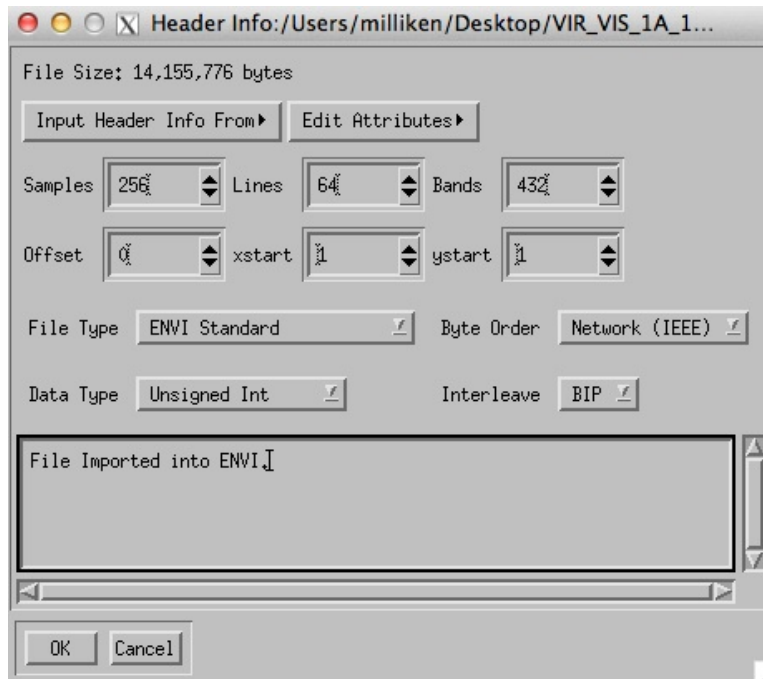 X Header Info:/Users/milliken/Desktop/VIR_VIS_1A_1...
File Size: 14,155,776 bytes
Input Header Info From Edit Attributes
Samples 256 Lines 64 Bands 432
Offset 0 xstart 1 ystart 1
File Type ENVI Standard Byte Order Network (IEEE)
Data Type Unsigned Int Interleave BIP
File Imported into ENVI.
OK Cancel